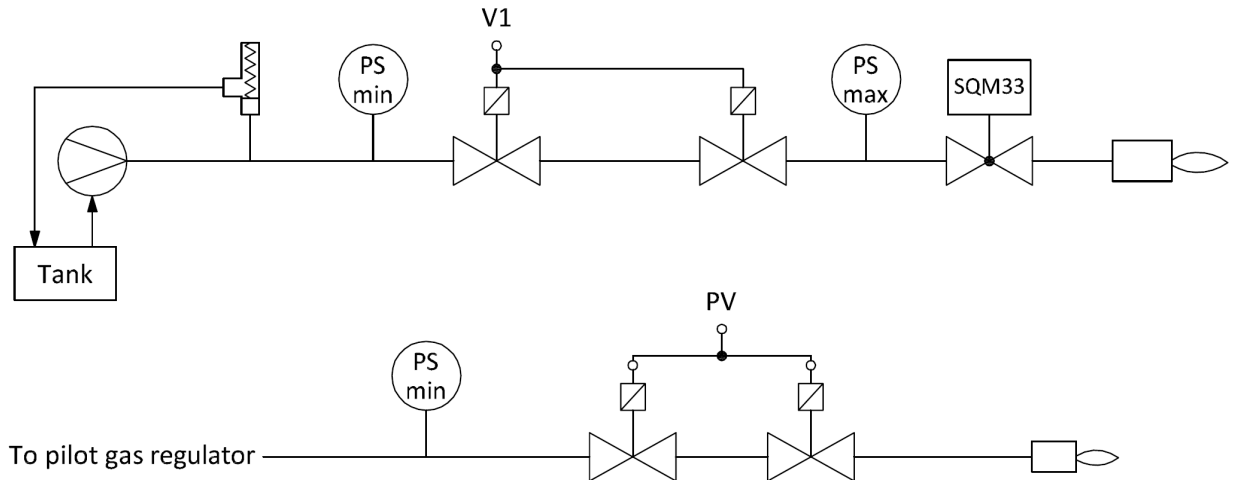 V1
PS
min
PS
max
SQM33
Tank
PV
PS
min
To pilot gas regulator